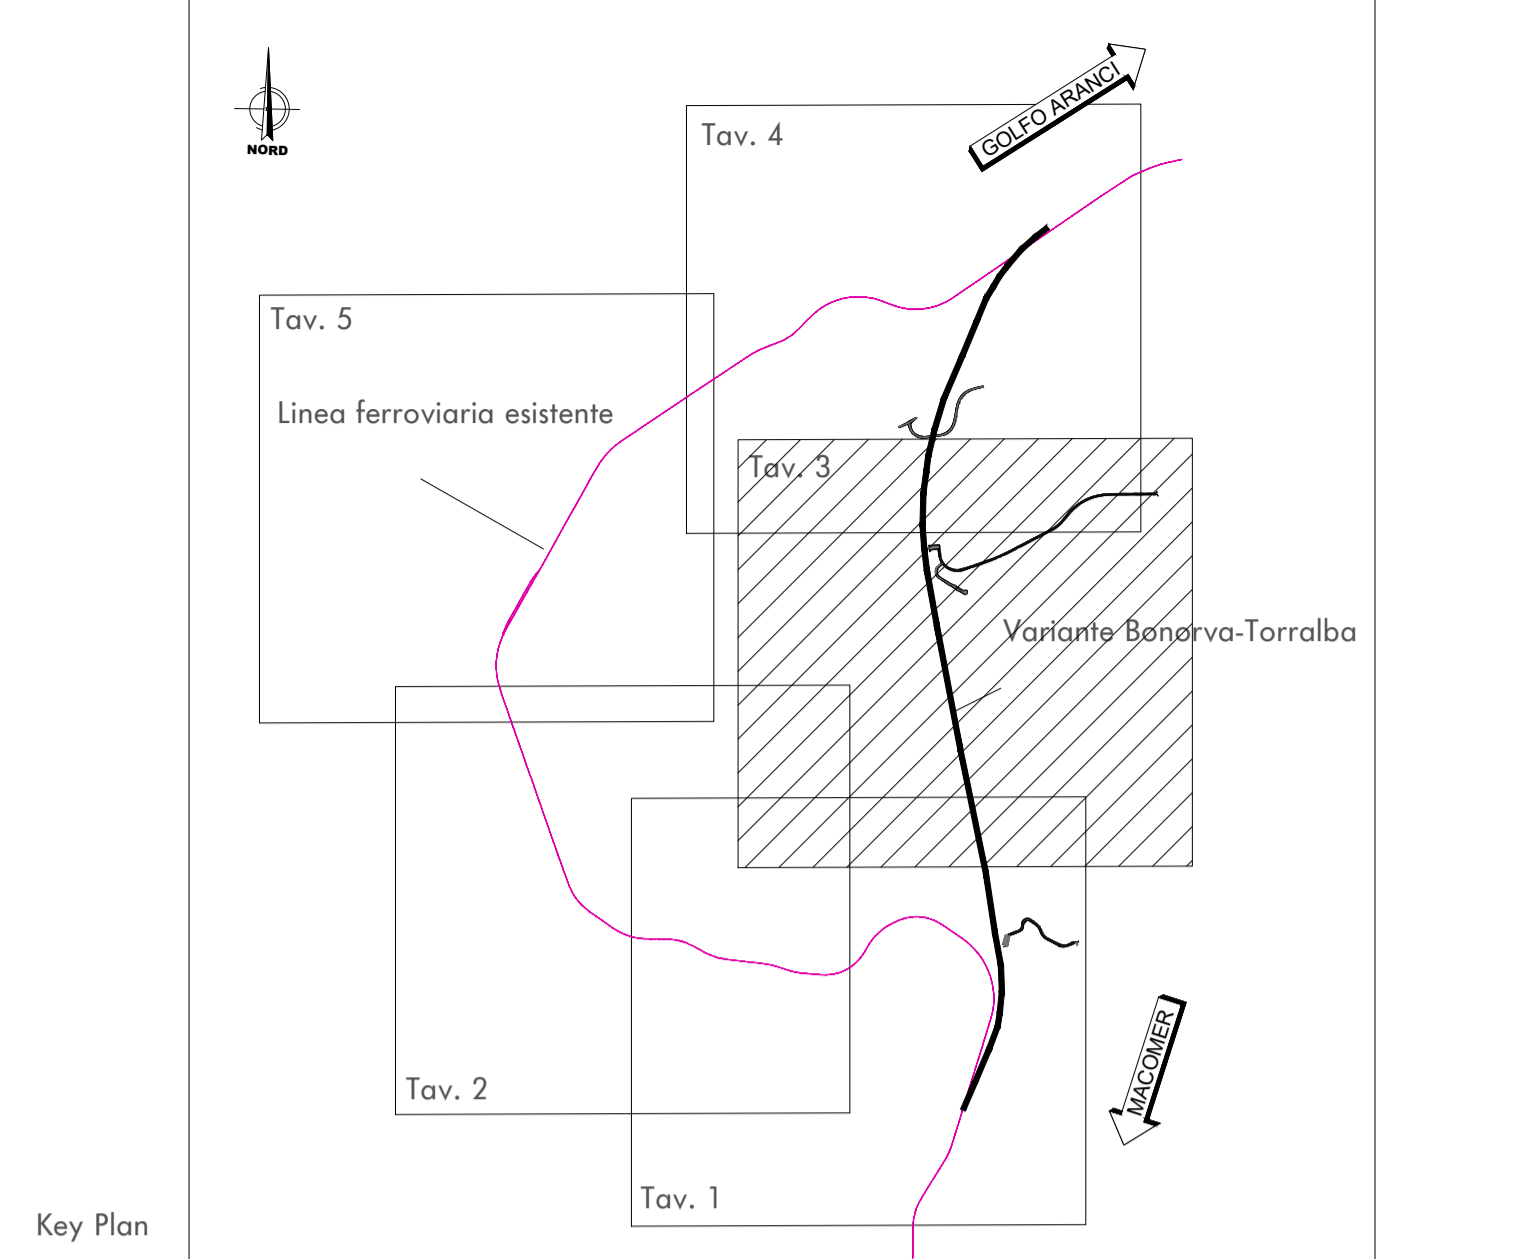 GOLFO ARANCI
Tav. 4
NORD
Tav. 5
Linea ferroviaria esistente
Tav. 3
Variante Bonorva-Torralba
MACOMER
Tav. 2
Tav. 1
Key Plan